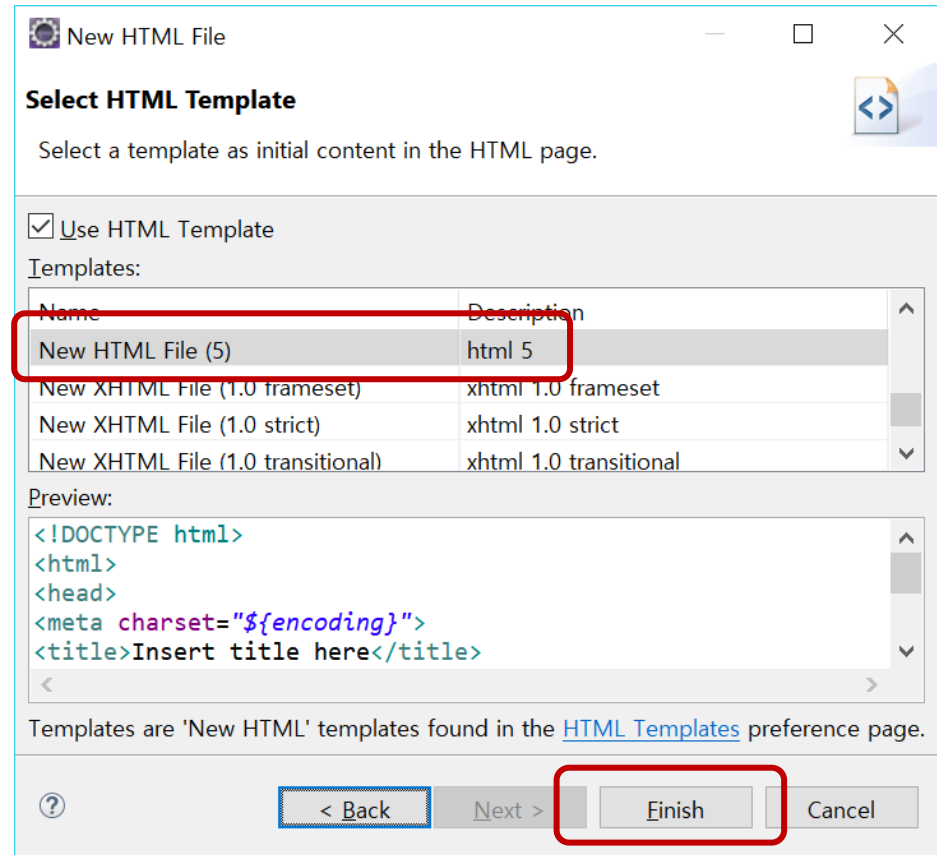 New HTML File
Select HTML Template
Select a template as initial content in the HTML page.
Use HTML Template
Templates:
Name Description
New HTML File (5) html 5
New XHTML File (1.0 frameset) xhtml 1.0 frameset
New XHTML File (1.0 strict) xhtml 1.0 strict
New XHTML File (1.0 transitional) xhtml 1.0 transitional
Preview:
<!DOCTYPE html>
<html>
<head>
<meta charset="${encoding}">
<title>Insert title here</title>
Templates are 'New HTML' templates found in the HTML Templates preference page.
< Back Next > Finish Cancel